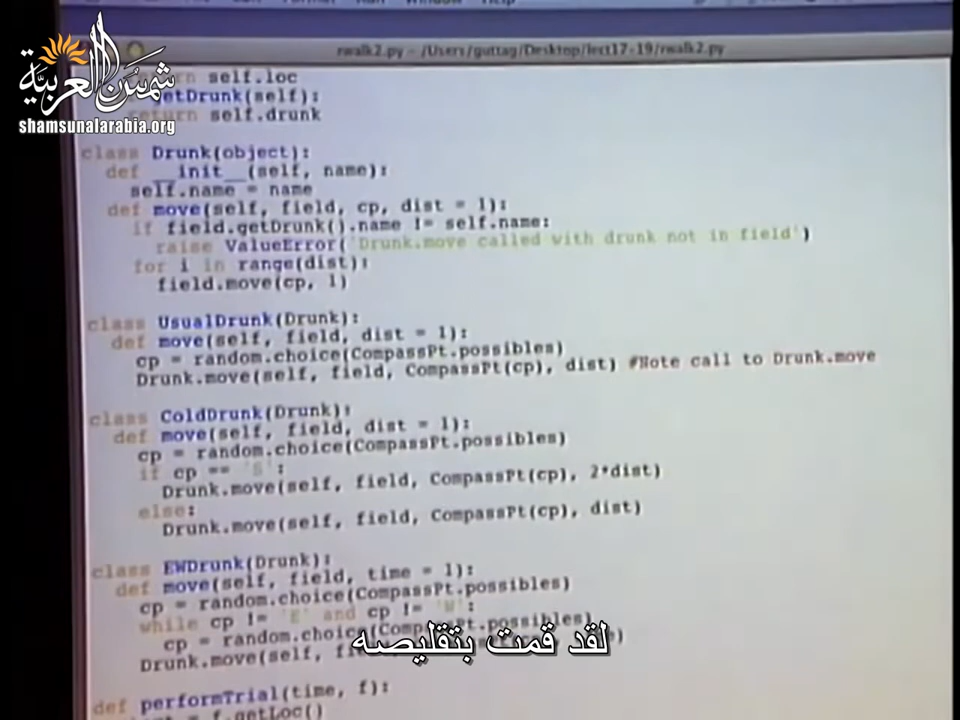 شمس العربية
shamsunalarabia.org
rwalk2.py - /Users/guttag/Desktop/lect17-19/rwalk2.py
self.loc
etDrunk(self):
return self.drunk
class Drunk(object):
def __init__(self, name):
self.name = name
def move(self, field, cp, dist = 1):
if field.getDrunk().name != self.name:
raise ValueError('Drunk.move called with drunk not in field')
for i in range(dist):
field.move(cp, 1)
class UsualDrunk(Drunk):
def move(self, field, dist = 1):
cp = random.choice(CompassPt.possibles)
Drunk.move(self, field, CompassPt(cp), dist) #Note call to Drunk.move
class ColdDrunk(Drunk):
def move(self, field, dist = 1):
cp = random.choice(CompassPt.possibles)
if cp == 'S':
Drunk.move(self, field, CompassPt(cp), 2*dist)
else:
Drunk.move(self, field, CompassPt(cp), dist)
class EWDrunk(Drunk):
def move(self, field, time = 1):
cp = random.choice(CompassPt.possibles)
while cp != 'E' and cp != 'W':
cp = random.choice(CompassPt.possibles)
Drunk.move(self,
لقد قمت بتقليصه
def performTrial(time, f):
f.getLoc()